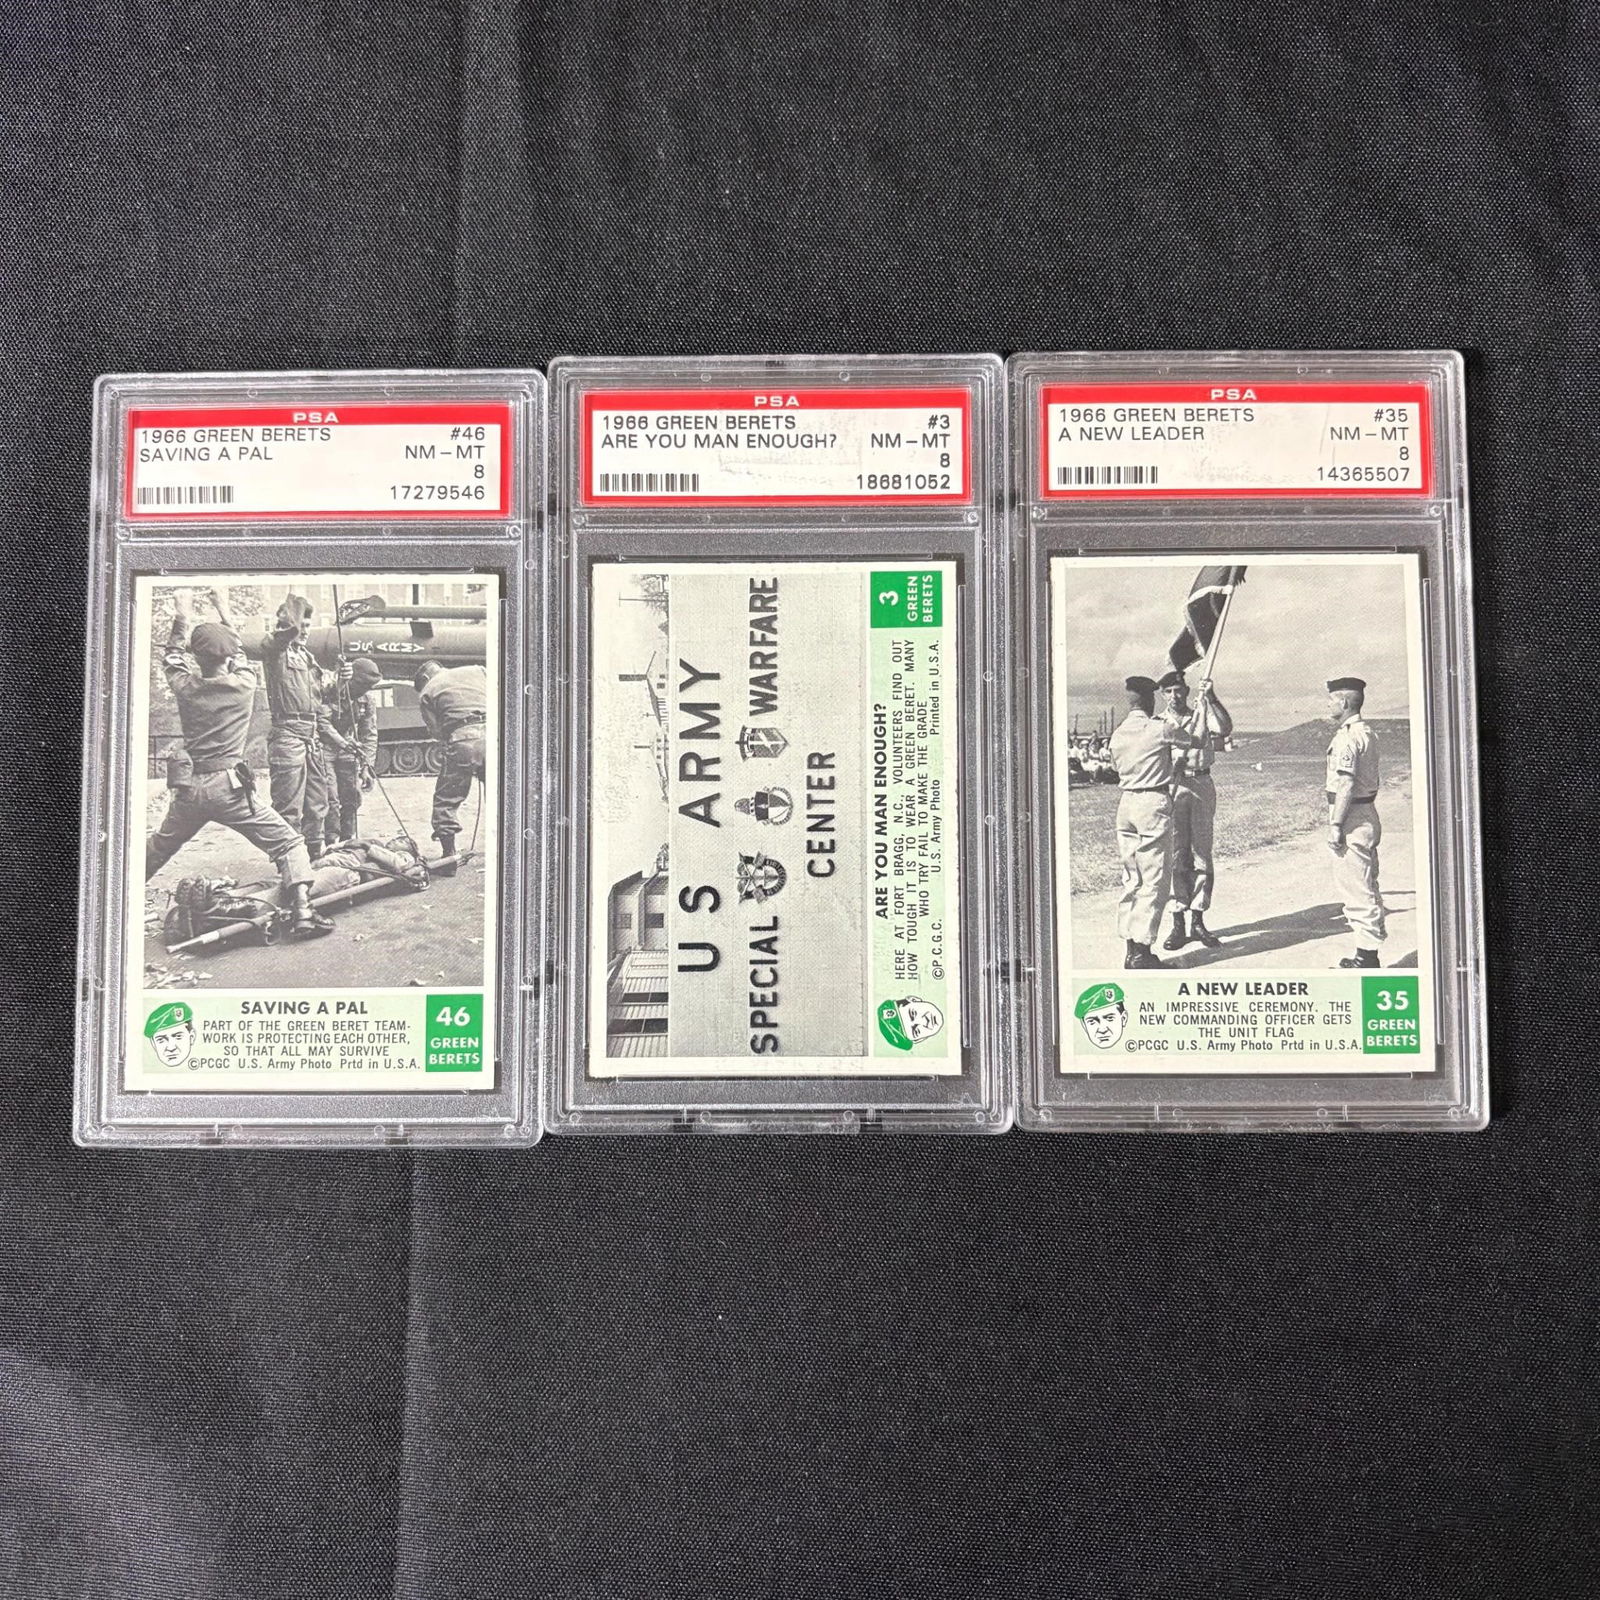 PSA
1966 GREEN BERETS #46
SAVING A PAL NM - MT
8
17279546
U S ARMY
SAVING A PAL
PART OF THE GREEN BERET TEAM-
WORK IS PROTECTING EACH OTHER,
SO THAT ALL MAY SURVIVE
©PCGC U.S. Army Photo Prtd in U.S.A.
46
GREEN
BERETS
PSA
1966 GREEN BERETS #3
ARE YOU MAN ENOUGH? NM - MT
8
18681052
U S ARMY
SPECIAL WARFARE
CENTER
ARE YOU MAN ENOUGH?
HERE AT FORT BRAGG, N.C. VOLUNTEERS FIND OUT
HOW TOUGH IT IS TO WEAR A GREEN BERET. MANY
WHO TRY FAIL TO MAKE THE GRADE.
©P.C.G.C. U.S. Army Photo Printed in U.S.A.
3
GREEN
BERETS
PSA
1966 GREEN BERETS #35
A NEW LEADER NM - MT
8
14365507
A NEW LEADER
AN IMPRESSIVE CEREMONY. THE
NEW COMMANDING OFFICER GETS
THE UNIT FLAG
©PCGC U.S. Army Photo Prtd in U.S.A.
35
GREEN
BERETS